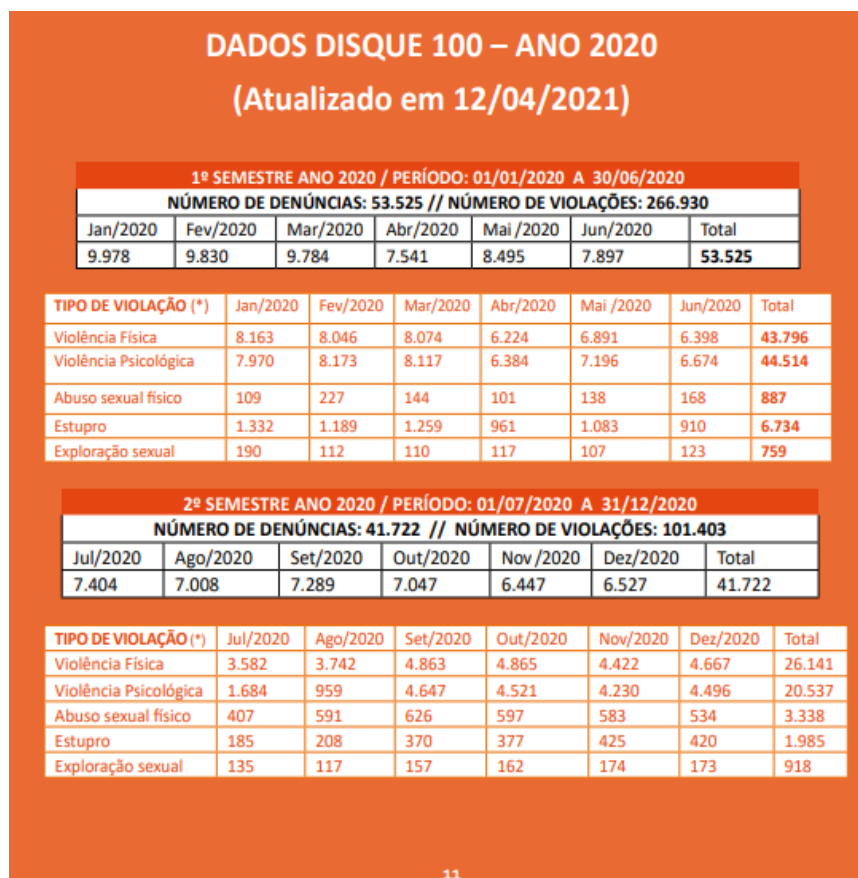 DADOS DISQUE 100 – ANO 2020
(Atualizado em 12/04/2021)
1º SEMESTRE ANO 2020 / PERÍODO: 01/01/2020 A 30/06/2020
NÚMERO DE DENÚNCIAS: 53.525 // NÚMERO DE VIOLAÇÕES: 266.930
Jan/2020 Fev/2020 Mar/2020 Abr/2020 Mai /2020 Jun/2020 Total
9.978 9.830 9.784 7.541 8.495 7.897 53.525
TIPO DE VIOLAÇÃO (*) Jan/2020 Fev/2020 Mar/2020 Abr/2020 Mai /2020 Jun/2020 Total
Violência Física 8.163 8.046 8.074 6.224 6.891 6.398 43.796
Violência Psicológica 7.970 8.173 8.117 6.384 7.196 6.674 44.514
Abuso sexual físico 109 227 144 101 138 168 887
Estupro 1.332 1.189 1.259 961 1.083 910 6.734
Exploração sexual 190 112 110 117 107 123 759
2º SEMESTRE ANO 2020 / PERÍODO: 01/07/2020 A 31/12/2020
NÚMERO DE DENÚNCIAS: 41.722 // NÚMERO DE VIOLAÇÕES: 101.403
Jul/2020 Ago/2020 Set/2020 Out/2020 Nov /2020 Dez/2020 Total
7.404 7.008 7.289 7.047 6.447 6.527 41.722
TIPO DE VIOLAÇÃO (*) Jul/2020 Ago/2020 Set/2020 Out/2020 Nov/2020 Dez/2020 Total
Violência Física 3.582 3.742 4.863 4.865 4.422 4.667 26.141
Violência Psicológica 1.684 959 4.647 4.521 4.230 4.496 20.537
Abuso sexual físico 407 591 626 597 583 534 3.338
Estupro 185 208 370 377 425 420 1.985
Exploração sexual 135 117 157 162 174 173 918
11